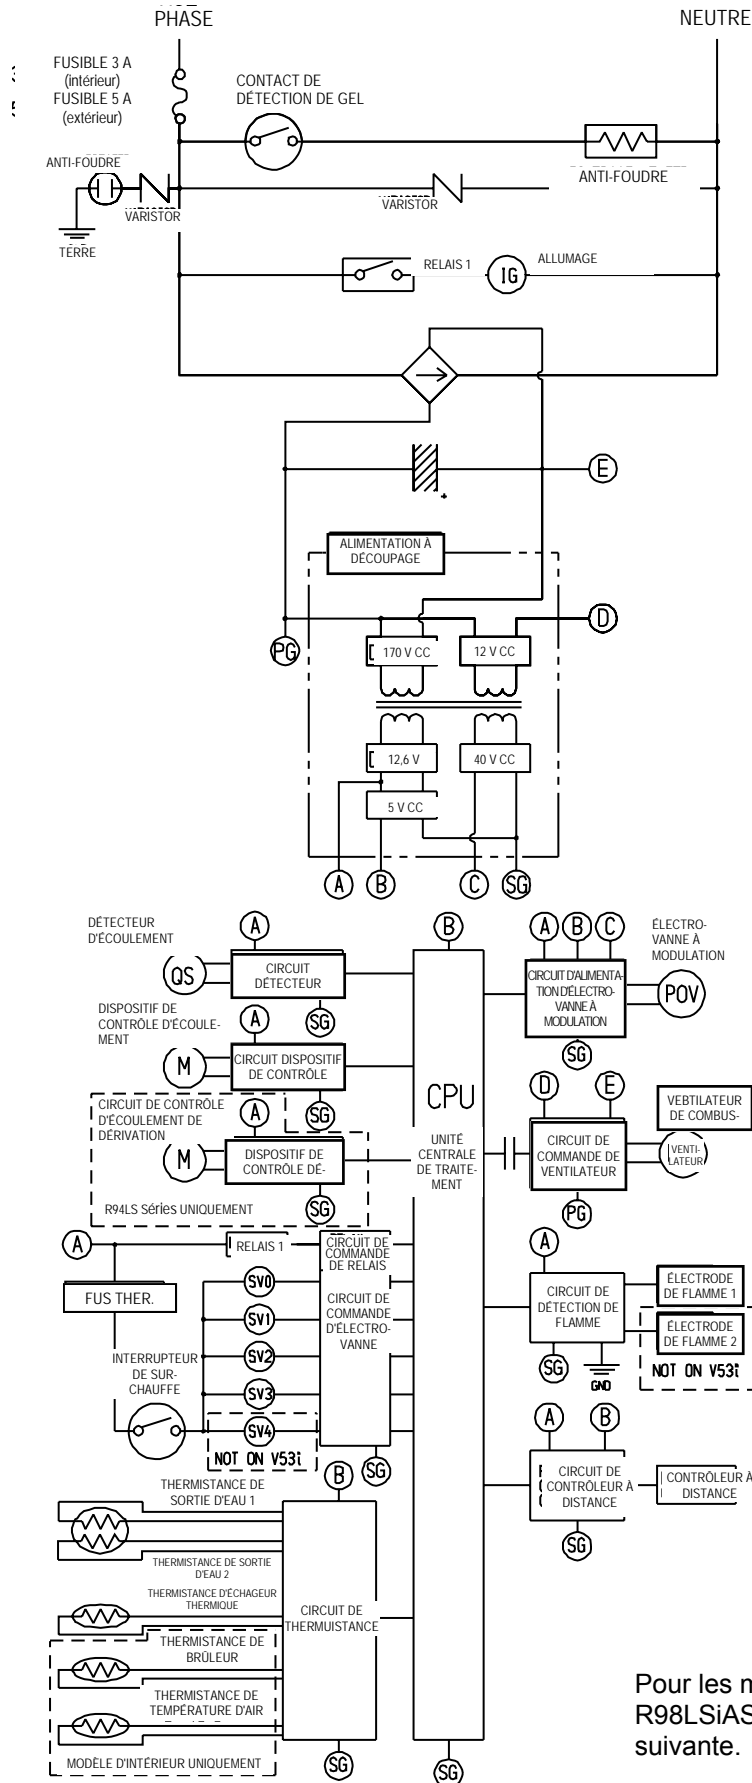 PHASE
NEUTRE
FUSIBLE 3 A
(intérieur)
FUSIBLE 5 A
(extérieur)
CONTACT DE
DÉTECTION DE GEL
ANTI-FOUDRE
VARISTOR
TERRE
ANTI-FOUDRE
VARISTOR
RELAIS 1
IG
ALLUMAGE
E
ALIMENTATION À
DÉCOUPAGE
D
PG
170 V CC
12 V CC
12,6 V
40 V CC
5 V CC
A
B
C
SG
DÉTECTEUR
D'ÉCOULEMENT
A
QS
CIRCUIT
DÉTECTEUR
SG
DISPOSITIF DE
CONTRÔLE D'ÉCOULE-
MENT
A
M
CIRCUIT DISPOSITIF
DE CONTRÔLE
SG
CIRCUIT DE CONTRÔLE
D'ÉCOULEMENT DE
DÉRIVATION
A
M
DISPOSITIF DE
CONTRÔLE DÉ-
SG
R94LS Séries UNIQUEMENT
B
CPU
UNITÉ
CENTRALE
DE TRAITE-
MENT
A
B
C
ÉLECTRO-
VANNE À
MODULATION
CIRCUIT D'ALIMENTA-
TION D'ÉLECTRO-
VANNE À
MODULATION
POV
SG
D
E
VEBTILATEUR
DE COMBUS-
CIRCUIT DE
COMMANDE DE
VENTILATEUR
VENTI-
LATEUR
PG
A
RELAIS 1
CIRCUIT DE
COMMANDE
DE RELAIS
FUS THER.
SV0
SV1
SV2
SV3
SV4
CIRCUIT DE
COMMANDE
D'ÉLECTRO-
VANNE
INTERRUPTEUR
DE SUR-
CHAUFFE
NOT ON V53i
SG
A
CIRCUIT DE
DÉTECTION DE
FLAMME
ÉLECTRODE
DE FLAMME 1
ÉLECTRODE
DE FLAMME 2
NOT ON V53i
SG
GND
A
B
CIRCUIT DE
CONTRÔLEUR À
DISTANCE
CONTRÔLEUR À
DISTANCE
SG
THERMISTANCE DE
SORTIE D'EAU 1
B
THERMISTANCE DE SORTIE
D'EAU 2
THERMISTANCE D'ÉCHAGEUR
THERMIQUE
CIRCUIT DE
THERMUISTANCE
THERMISTANCE DE
BRÛLEUR
THERMISTANCE DE
TEMPÉRATURE D'AIR
MODÈLE D'INTÉRIEUR UNIQUEMENT
SG
SG
Pour les m
R98LSiAS
suivante.